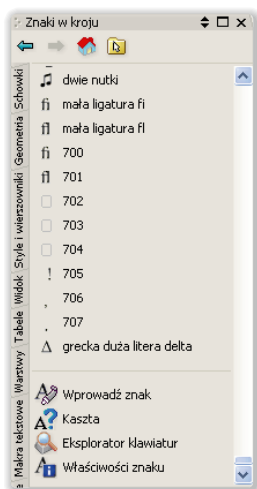 Znaki w kroju
♫ dwie nutki
ﬁ mała ligatura fi
ﬂ mała ligatura fl
ﬁ 700
ﬂ 701
702
703
704
! 705
, 706
. 707
Δ grecka duża litera delta
Wprowadź znak
Kaszta
Eksplorator klawiatur
Właściwości znaku
Schowki
Geometria
Style i wierszowniki
Widok
Tabele
Warstwy
Makra tekstowe